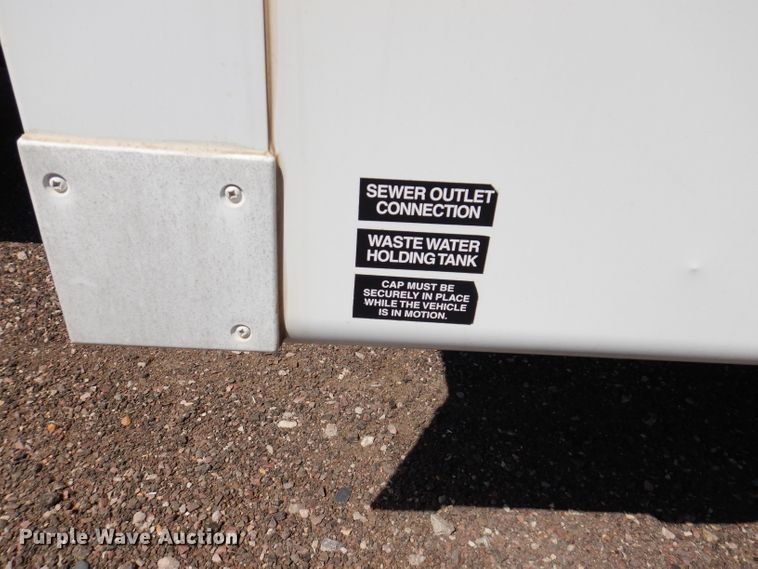 SEWER OUTLET
CONNECTION
WASTE WATER
HOLDING TANK
CAP MUST BE
SECURELY IN PLACE
WHILE THE VEHICLE
IS IN MOTION.
Purple Wave Auction